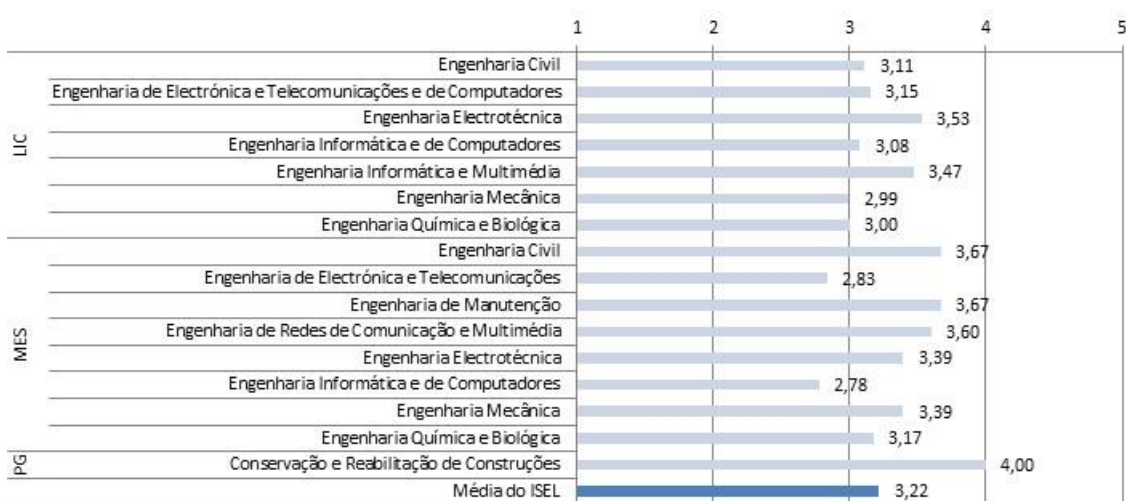 1 2 3 4 5
LIC
Engenharia Civil 3,11
Engenharia de Electrónica e Telecomunicações e de Computadores 3,15
Engenharia Electrotécnica 3,53
Engenharia Informática e de Computadores 3,08
Engenharia Informática e Multimédia 3,47
Engenharia Mecânica 2,99
Engenharia Química e Biológica 3,00
MES
Engenharia Civil 3,67
Engenharia de Electrónica e Telecomunicações 2,83
Engenharia de Manutenção 3,67
Engenharia de Redes de Comunicação e Multimédia 3,60
Engenharia Electrotécnica 3,39
Engenharia Informática e de Computadores 2,78
Engenharia Mecânica 3,39
Engenharia Química e Biológica 3,17
PG
Conservação e Reabilitação de Construções 4,00
Média do ISEL 3,22